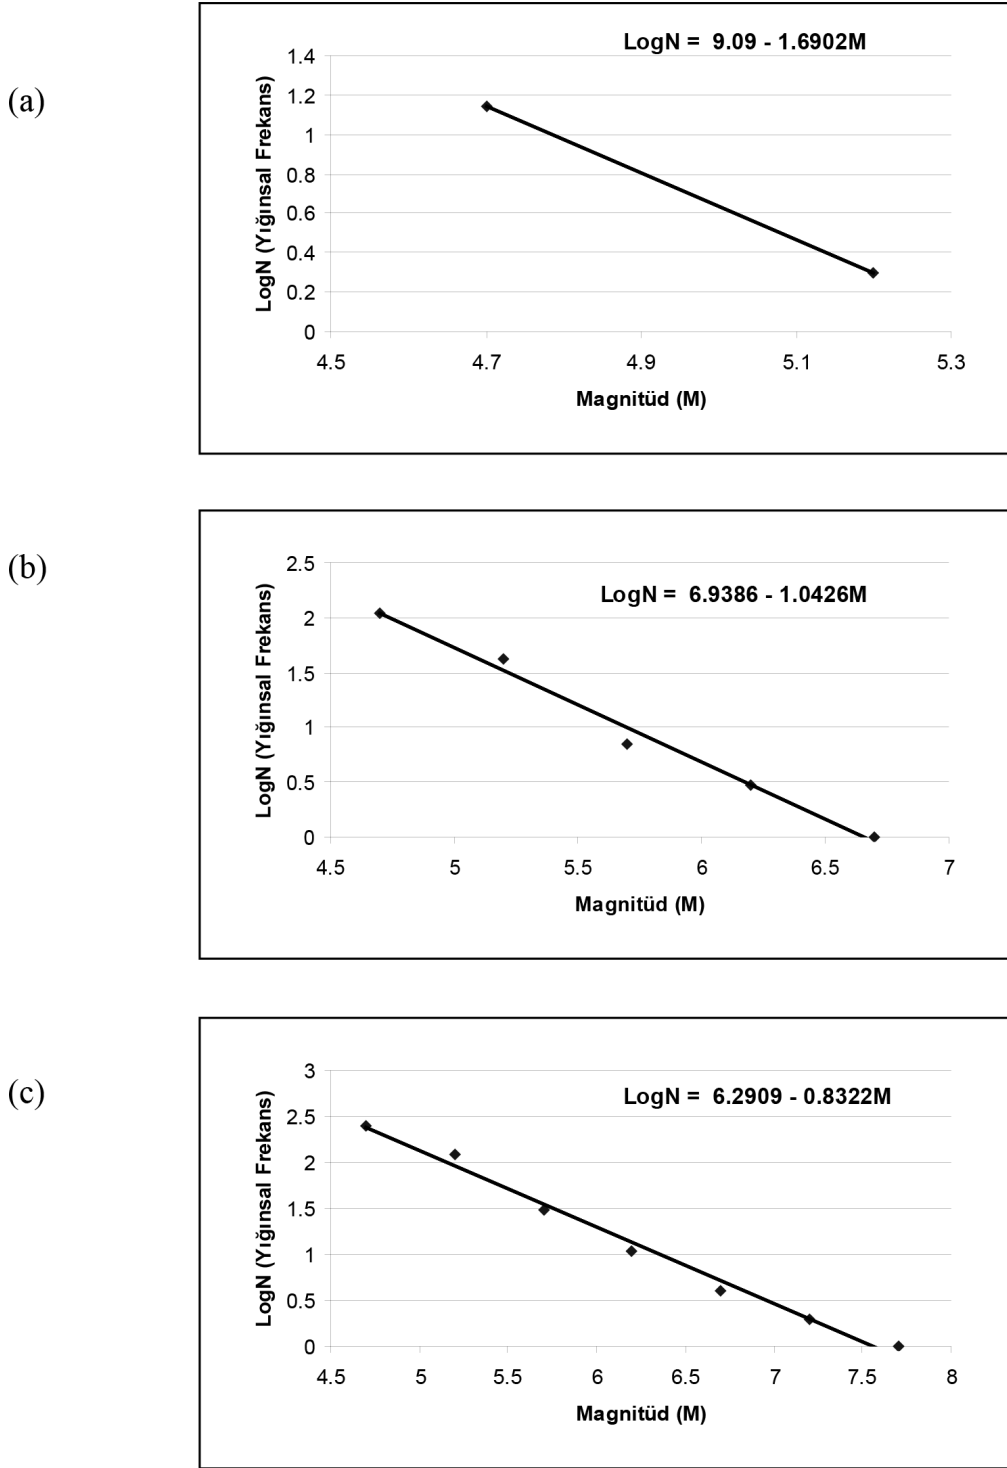 (a)
LogN = 9.09 - 1.6902M
LogN (Yığınsal Frekans)
1.4
1.2
1
0.8
0.6
0.4
0.2
0
4.5 4.7 4.9 5.1 5.3
Magnitüd (M)
(b)
LogN = 6.9386 - 1.0426M
LogN (Yığınsal Frekans)
2.5
2
1.5
1
0.5
0
4.5 5 5.5 6 6.5 7
Magnitüd (M)
(c)
LogN = 6.2909 - 0.8322M
LogN (Yığınsal Frekans)
3
2.5
2
1.5
1
0.5
0
4.5 5 5.5 6 6.5 7 7.5 8
Magnitüd (M)